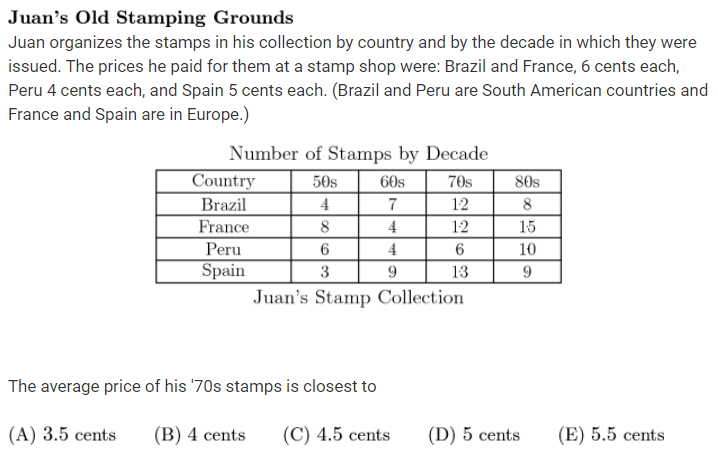 Juan's Old Stamping Grounds
Juan organizes the stamps in his collection by country and by the decade in which they were
issued. The prices he paid for them at a stamp shop were: Brazil and France, 6 cents each,
Peru 4 cents each, and Spain 5 cents each. (Brazil and Peru are South American countries and
France and Spain are in Europe.)
Number of Stamps by Decade
Country 50s 60s 70s 80s
Brazil 4 7 12 8
France 8 4 12 15
Peru 6 4 6 10
Spain 3 9 13 9
Juan's Stamp Collection
The average price of his '70s stamps is closest to
(A) 3.5 cents (B) 4 cents (C) 4.5 cents (D) 5 cents (E) 5.5 cents